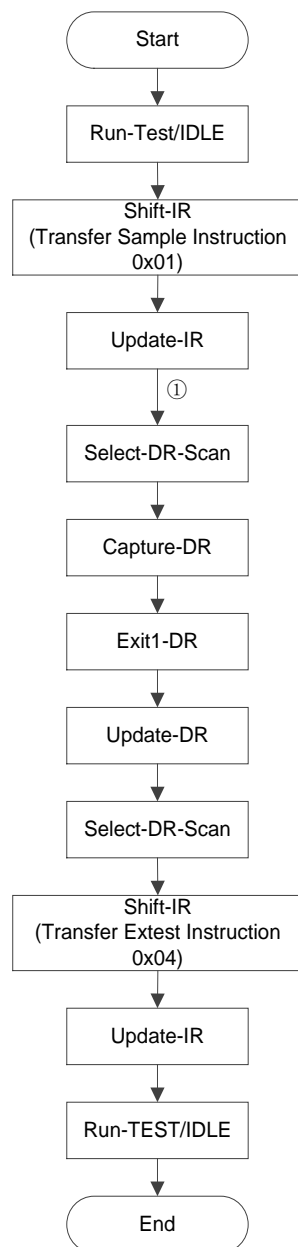 Start
Run-Test/IDLE
Shift-IR
(Transfer Sample Instruction
0x01)
Update-IR
①
Select-DR-Scan
Capture-DR
Exit1-DR
Update-DR
Select-DR-Scan
Shift-IR
(Transfer Extest Instruction
0x04)
Update-IR
Run-TEST/IDLE
End